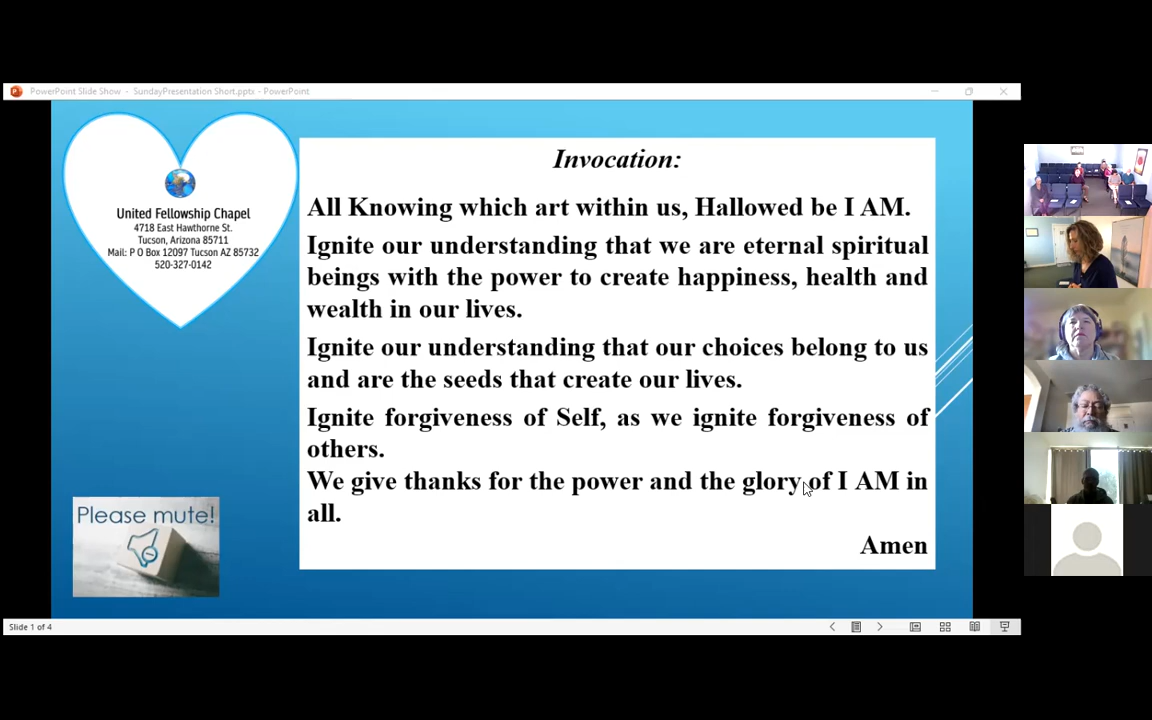 PowerPoint Slide Show - SundayPresentation Short.pptx - PowerPoint
United Fellowship Chapel
4718 East Hawthorne St.
Tucson, Arizona 85711
Mail: P O Box 12097 Tucson AZ 85732
520-327-0142
Invocation:
All Knowing which art within us, Hallowed be I AM.
Ignite our understanding that we are eternal spiritual
beings with the power to create happiness, health and
wealth in our lives.
Ignite our understanding that our choices belong to us
and are the seeds that create our lives.
Ignite forgiveness of Self, as we ignite forgiveness of
others.
We give thanks for the power and the glory of I AM in
all.
Amen
Please mute!
Slide 1 of 4